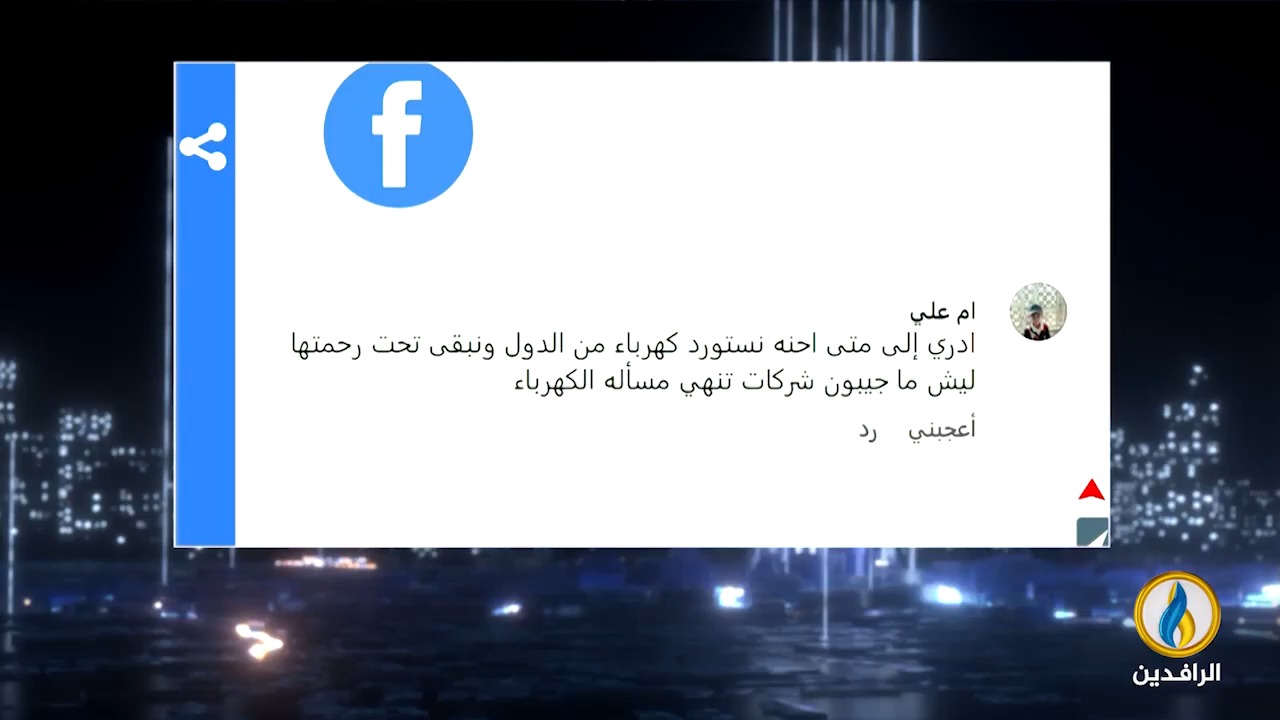 ام علي
ادري إلى متى احنه نستورد كهرباء من الدول ونبقى تحت رحمتها
ليش ما جيبون شركات تنهي مسأله الكهرباء
أعجبني رد
الرافدين